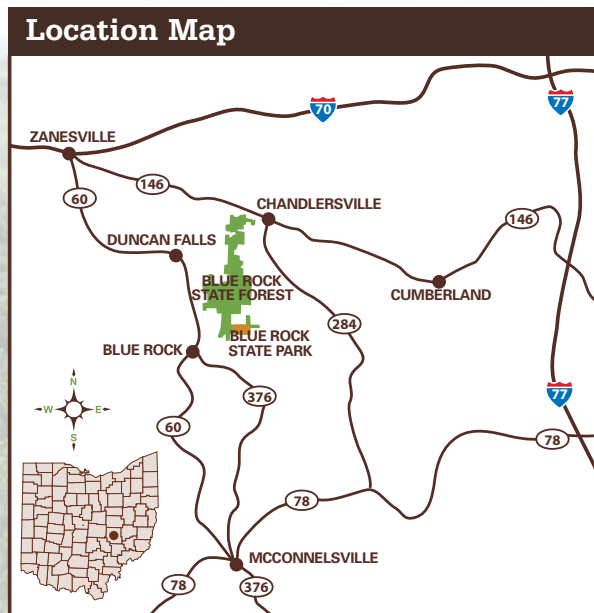 Location Map
70
77
ZANESVILLE
146
60
CHANDLERSVILLE
146
DUNCAN FALLS
BLUE ROCK
STATE FOREST
CUMBERLAND
284
BLUE ROCK
STATE PARK
BLUE ROCK
376
77
N
W
E
S
60
78
78
MCCONNELSVILLE
78
376